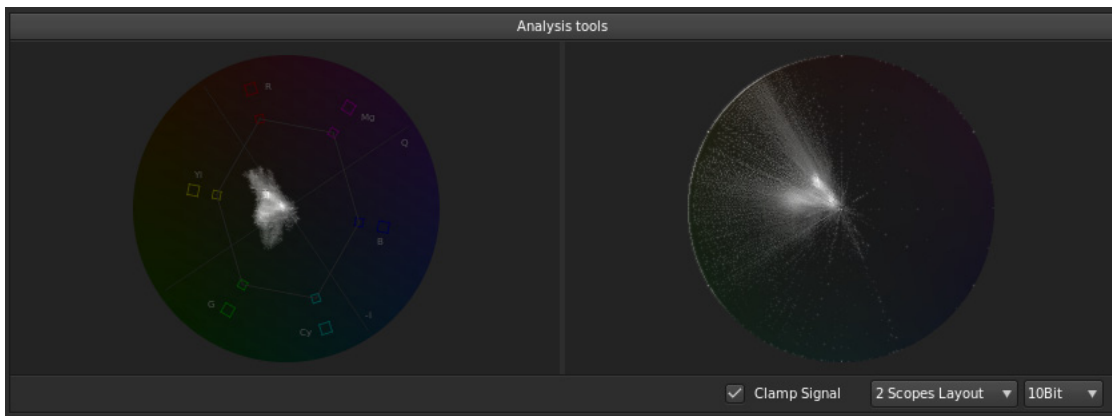 Analysis tools
R
Mg
Q
Yl
B
G
-I
Cy
Clamp Signal
2 Scopes Layout
10Bit